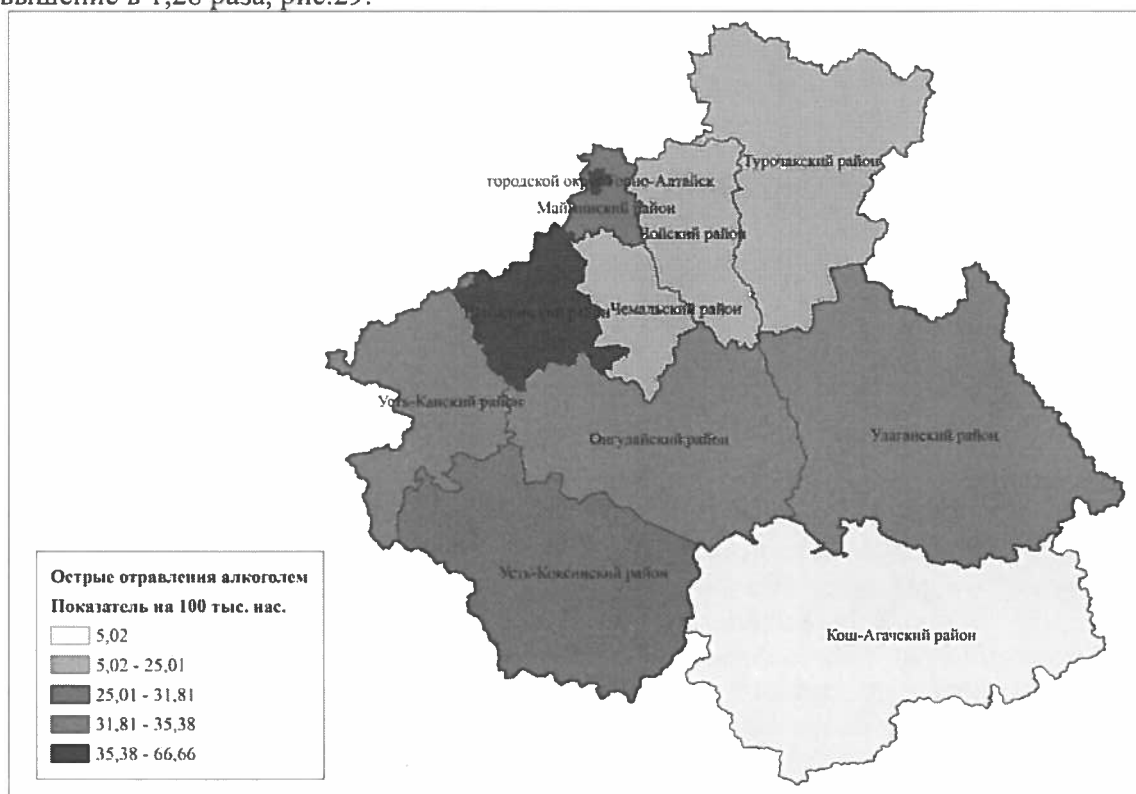 вышение в 1,28 раза, рис.29.
Турочакский район
городской округ Горно-Алтайск
Майминский район
Чойский район
Чемальский район
Усть-Канский район
Онгудайский район
Улаганский район
Усть-Коксинский район
Кош-Агачский район
Острые отравления алкоголем
Показатель на 100 тыс. нас.
5,02
5,02 - 25,01
25,01 - 31,81
31,81 - 35,38
35,38 - 66,66